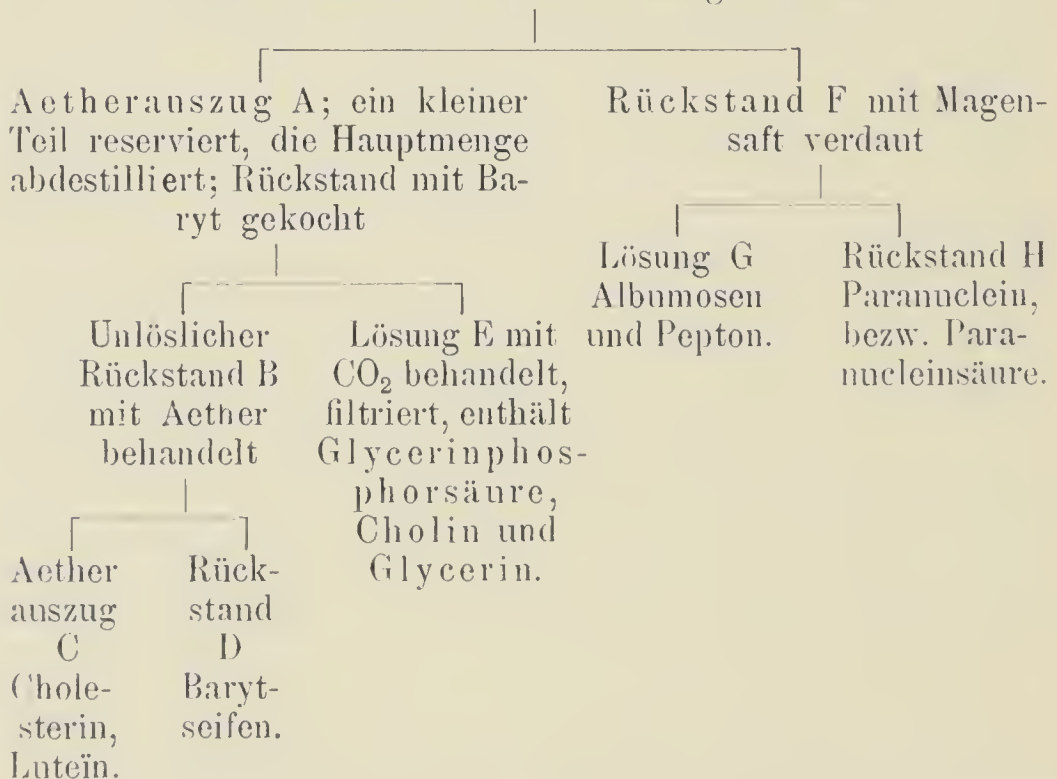 Aetherauszug A; ein kleiner
Teil reserviert, die Hauptmenge
abdestilliert; Rückstand mit Ba-
ryt gekocht
Rückstand F mit Magen-
saft verdaut
Unlöslicher
Rückstand B
mit Aether
behandelt
Lösung E mit
CO₂ behandelt,
filtriert, enthält
Glycerinphos-
phorsäure,
Cholin und
Glycerin.
Lösung G
Albumosen
und Pepton.
Rückstand H
Paranuclein,
bezw. Para-
nucleinsäure.
Aether
auszug
C
Chole-
sterin,
Luteïn.
Rück-
stand
D
Baryt-
seifen.